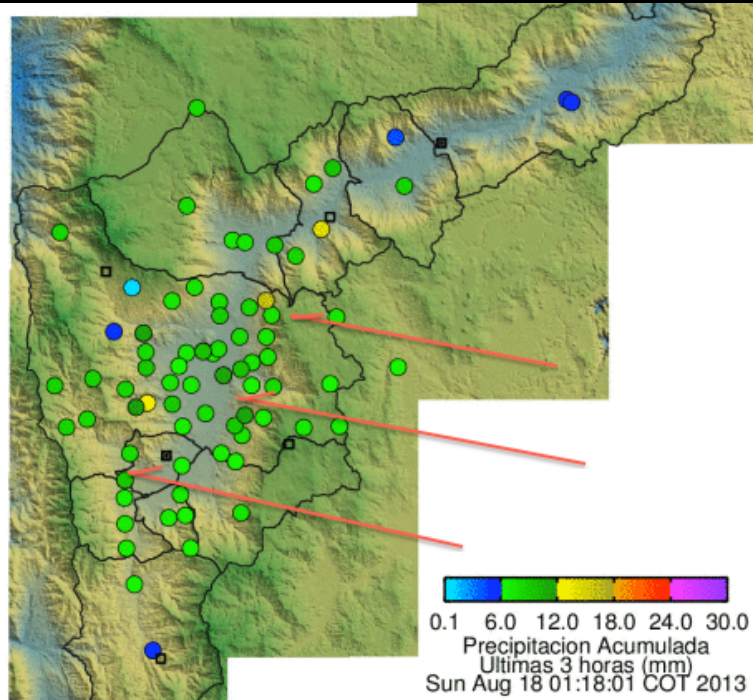 0.1 6.0 12.0 18.0 24.0 30.0
Precipitacion Acumulada
Ultimas 3 horas (mm)
Sun Aug 18 01:18:01 COT 2013